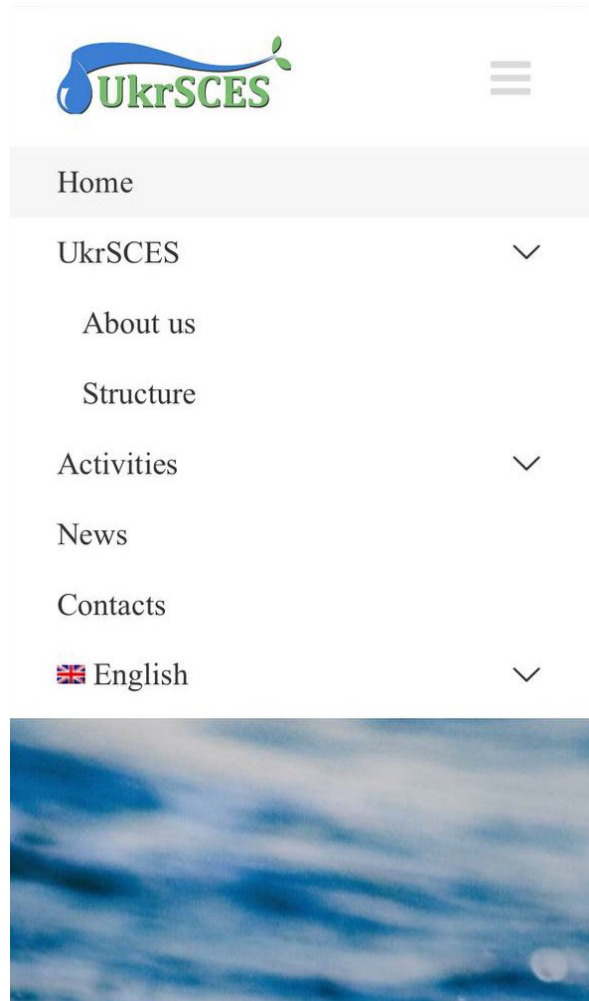 UkrSCES
Home
UkrSCES
About us
Structure
Activities
News
Contacts
English